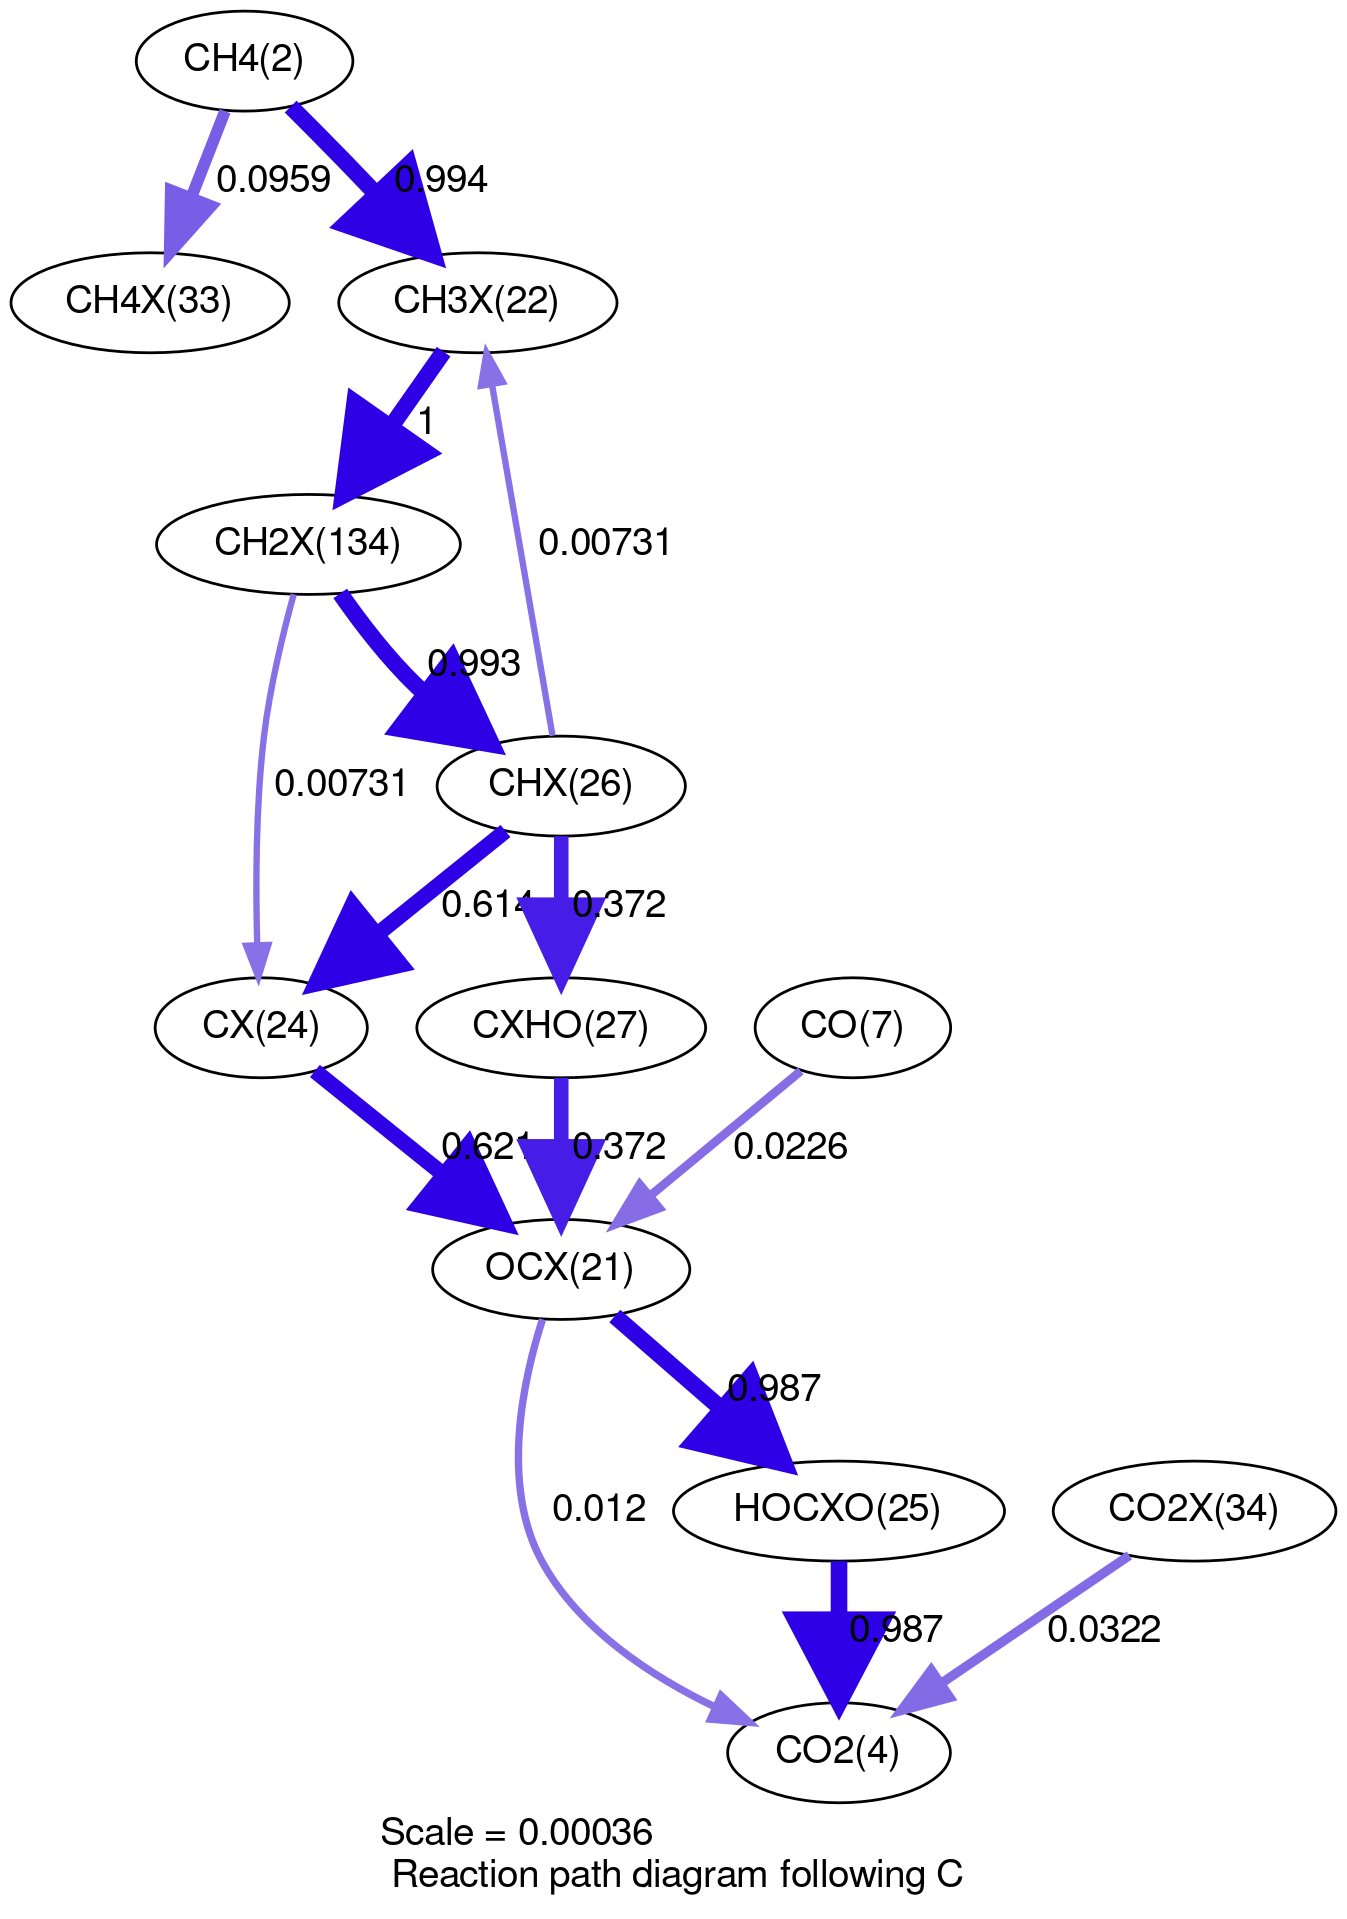 CH4(2)
0.0959
0.994
CH4X(33)
CH3X(22)
1
CH2X(134)
0.00731
0.993
0.00731
CHX(26)
0.614
0.372
CX(24)
CXHO(27)
CO(7)
0.621
0.372
0.0226
OCX(21)
0.987
0.012
HOCXO(25)
CO2X(34)
0.987
0.0322
CO2(4)
Scale = 0.00036
Reaction path diagram following C